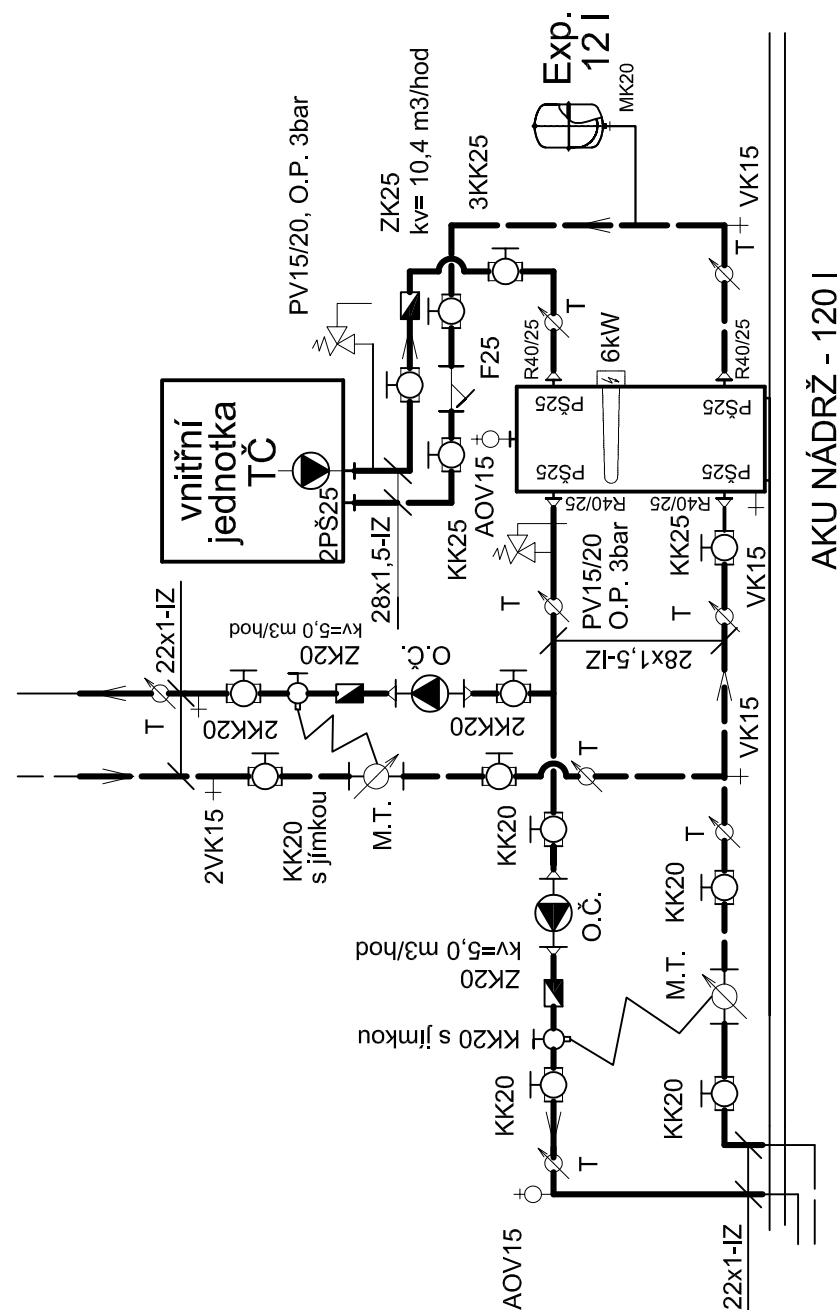 Exp.
12 l
MK20
PV15/20, O.P. 3bar
ZK25
kv= 10,4 m3/hod
3KK25
VK15
T
vnitřní
jednotka
TČ
2PŠ25
28x1,5-IZ
KK25
F25
T
R40/25
R40/25
AOV15
6kW
PŠ25
PŠ25
PŠ25
PŠ25
R40/25
R40/25
AKU NÁDRŽ - 120 l
22x1-IZ
T
2KK20
ZK20
kv=5,0 m3/hod
O.Č.
2KK20
T
PV15/20
O.P. 3bar
28x1,5-IZ
KK25
VK15
T
2VK15
KK20
s jímkou
M.T.
T
VK15
KK20
O.Č.
ZK20
kv=5,0 m3/hod
KK20 s jímkou
KK20
T
AOV15
T
KK20
M.T.
KK20
22x1-IZ